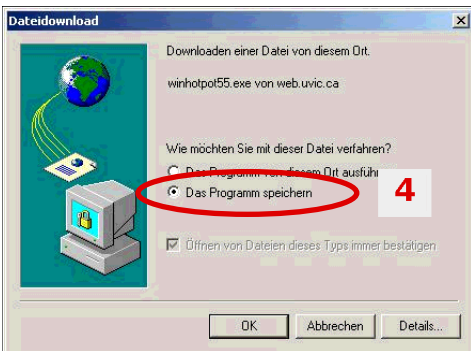 Dateidownload
Downloaden einer Datei von diesem Ort.
winhotpot55.exe von web.uvic.ca
Wie möchten Sie mit dieser Datei verfahren?
Das Programm von diesem Ort ausführ
Das Programm speichern
4
Öffnen von Dateien dieses Typs immer bestätigen
OK Abbrechen Details...